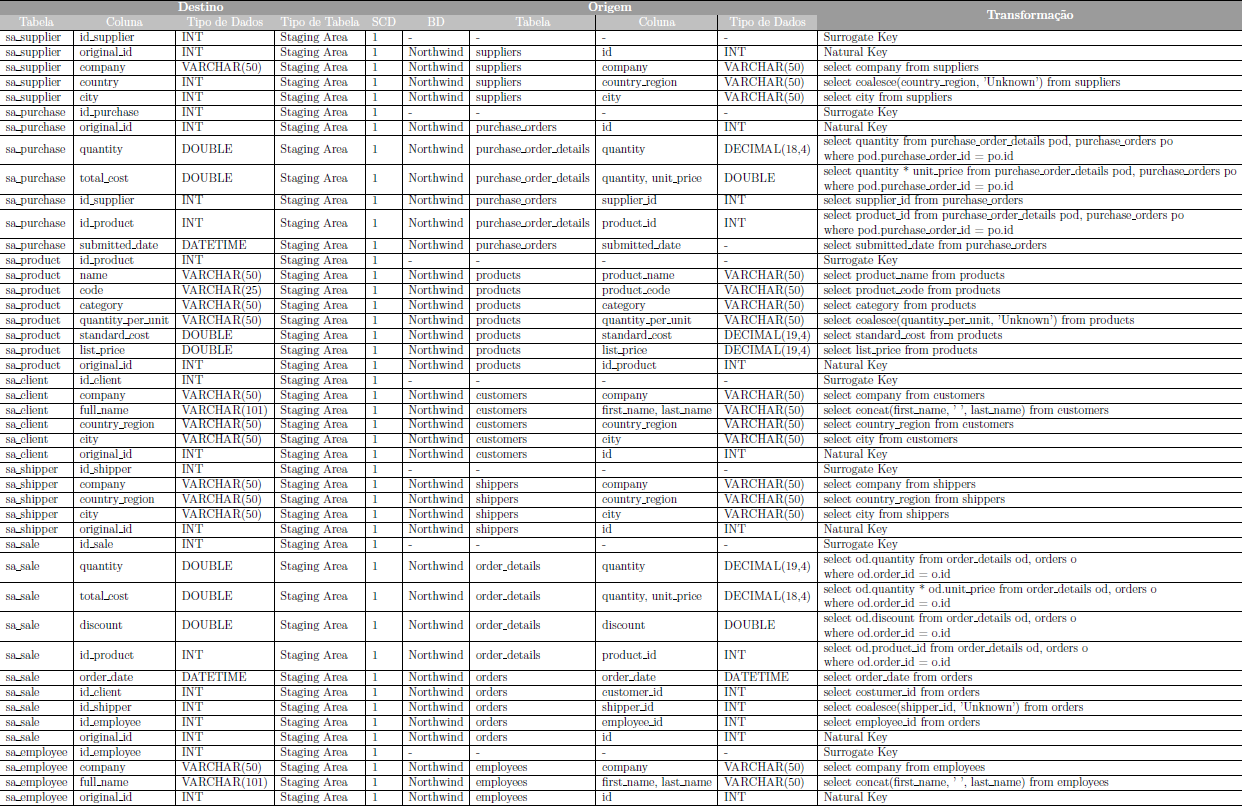 Destino Origem Transformação
Tabela Coluna Tipo de Dados Tipo de Tabela SCD BD Tabela Coluna Tipo de Dados
sa_supplier id_supplier INT Staging Area 1 - - - - Surrogate Key
sa_supplier original_id INT Staging Area 1 Northwind suppliers id INT Natural Key
sa_supplier company VARCHAR(50) Staging Area 1 Northwind suppliers company VARCHAR(50) select company from suppliers
sa_supplier country INT Staging Area 1 Northwind suppliers country_region VARCHAR(50) select coalesce(country_region, 'Unknown') from suppliers
sa_supplier city INT Staging Area 1 Northwind suppliers city VARCHAR(50) select city from suppliers
sa_purchase id_purchase INT Staging Area 1 - - - - Surrogate Key
sa_purchase original_id INT Staging Area 1 Northwind purchase_orders id INT Natural Key
sa_purchase quantity DOUBLE Staging Area 1 Northwind purchase_order_details quantity DECIMAL(18,4) select quantity from purchase_order_details pod, purchase_orders po
where pod.purchase_order_id = po.id
sa_purchase total_cost DOUBLE Staging Area 1 Northwind purchase_order_details quantity, unit_price DOUBLE select quantity * unit_price from purchase_order_details pod, purchase_orders po
where pod.purchase_order_id = po.id
sa_purchase id_supplier INT Staging Area 1 Northwind purchase_orders supplier_id INT select supplier_id from purchase_orders
sa_purchase id_product INT Staging Area 1 Northwind purchase_order_details product_id INT select product_id from purchase_order_details pod, purchase_orders po
where pod.purchase_order_id = po.id
sa_purchase submitted_date DATETIME Staging Area 1 Northwind purchase_orders submitted_date - select submitted_date from purchase_orders
sa_product id_product INT Staging Area 1 - - - - Surrogate Key
sa_product name VARCHAR(50) Staging Area 1 Northwind products product_name VARCHAR(50) select product_name from products
sa_product code VARCHAR(25) Staging Area 1 Northwind products product_code VARCHAR(50) select product_code from products
sa_product category VARCHAR(50) Staging Area 1 Northwind products category VARCHAR(50) select category from products
sa_product quantity_per_unit VARCHAR(50) Staging Area 1 Northwind products quantity_per_unit VARCHAR(50) select coalesce(quantity_per_unit, 'Unknown') from products
sa_product standard_cost DOUBLE Staging Area 1 Northwind products standard_cost DECIMAL(19,4) select standard_cost from products
sa_product list_price DOUBLE Staging Area 1 Northwind products list_price DECIMAL(19,4) select list_price from products
sa_product original_id INT Staging Area 1 Northwind products id_product INT Natural Key
sa_client id_client INT Staging Area 1 - - - - Surrogate Key
sa_client company VARCHAR(50) Staging Area 1 Northwind customers company VARCHAR(50) select company from customers
sa_client full_name VARCHAR(101) Staging Area 1 Northwind customers first_name, last_name VARCHAR(50) select concat(first_name, ' ', last_name) from customers
sa_client country_region VARCHAR(50) Staging Area 1 Northwind customers country_region VARCHAR(50) select country_region from customers
sa_client city VARCHAR(50) Staging Area 1 Northwind customers city VARCHAR(50) select city from customers
sa_client original_id INT Staging Area 1 Northwind customers id INT Natural Key
sa_shipper id_shipper INT Staging Area 1 - - - - Surrogate Key
sa_shipper company VARCHAR(50) Staging Area 1 Northwind shippers company VARCHAR(50) select company from shippers
sa_shipper country_region VARCHAR(50) Staging Area 1 Northwind shippers country_region VARCHAR(50) select country_region from shippers
sa_shipper city VARCHAR(50) Staging Area 1 Northwind shippers city VARCHAR(50) select city from shippers
sa_shipper original_id INT Staging Area 1 Northwind shippers id INT Natural Key
sa_sale id_sale INT Staging Area 1 - - - - Surrogate Key
sa_sale quantity DOUBLE Staging Area 1 Northwind order_details quantity DECIMAL(19,4) select od.quantity from order_details od, orders o
where od.order_id = o.id
sa_sale total_cost DOUBLE Staging Area 1 Northwind order_details quantity, unit_price DECIMAL(18,4) select od.quantity * od.unit_price from order_details od, orders o
where od.order_id = o.id
sa_sale discount DOUBLE Staging Area 1 Northwind order_details discount DOUBLE select od.discount from order_details od, orders o
where od.order_id = o.id
sa_sale id_product INT Staging Area 1 Northwind order_details product_id INT select od.product_id from order_details od, orders o
where od.order_id = o.id
sa_sale order_date DATETIME Staging Area 1 Northwind orders order_date DATETIME select order_date from orders
sa_sale id_client INT Staging Area 1 Northwind orders customer_id INT select costumer_id from orders
sa_sale id_shipper INT Staging Area 1 Northwind orders shipper_id INT select coalesce(shipper_id, 'Unknown') from orders
sa_sale id_employee INT Staging Area 1 Northwind orders employee_id INT select employee_id from orders
sa_sale original_id INT Staging Area 1 Northwind orders id INT Natural Key
sa_employee id_employee INT Staging Area 1 - - - - Surrogate Key
sa_employee company VARCHAR(50) Staging Area 1 Northwind employees company VARCHAR(50) select company from employees
sa_employee full_name VARCHAR(101) Staging Area 1 Northwind employees first_name, last_name VARCHAR(50) select concat(first_name, ' ', last_name) from employees
sa_employee original_id INT Staging Area 1 Northwind employees id INT Natural Key